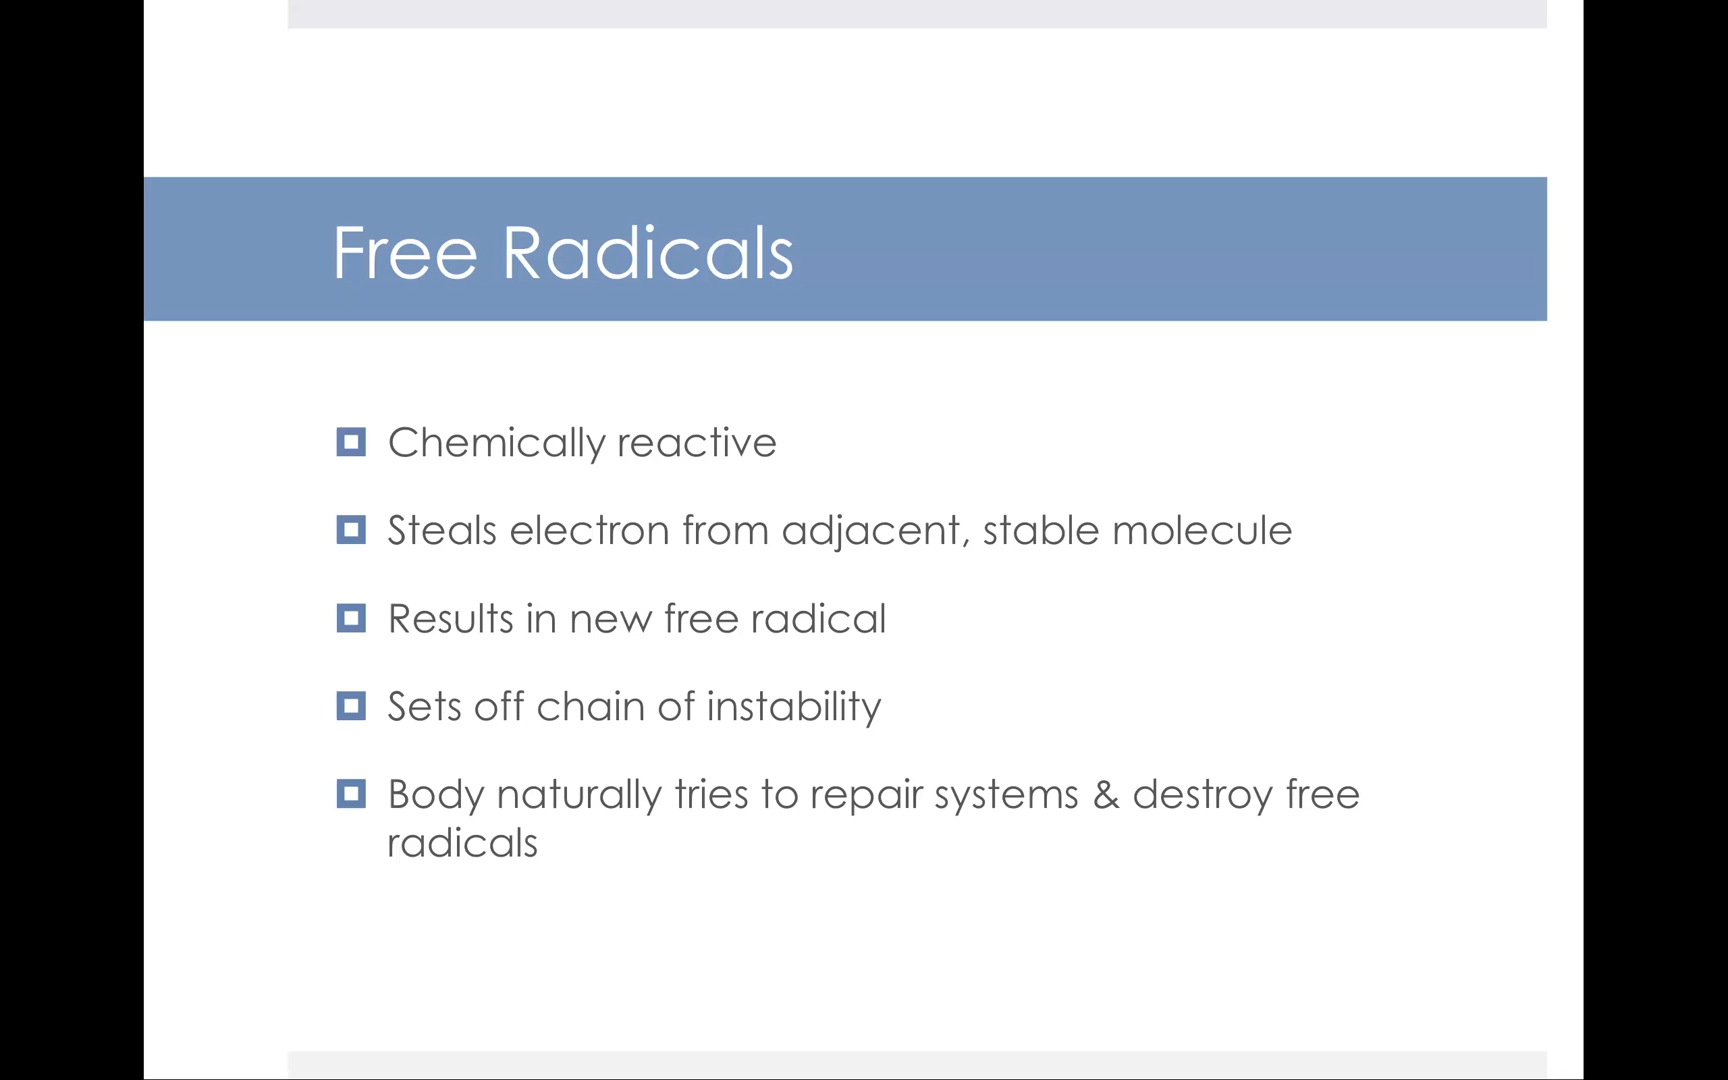 Free Radicals
Chemically reactive
Steals electron from adjacent, stable molecule
Results in new free radical
Sets off chain of instability
Body naturally tries to repair systems & destroy free
radicals